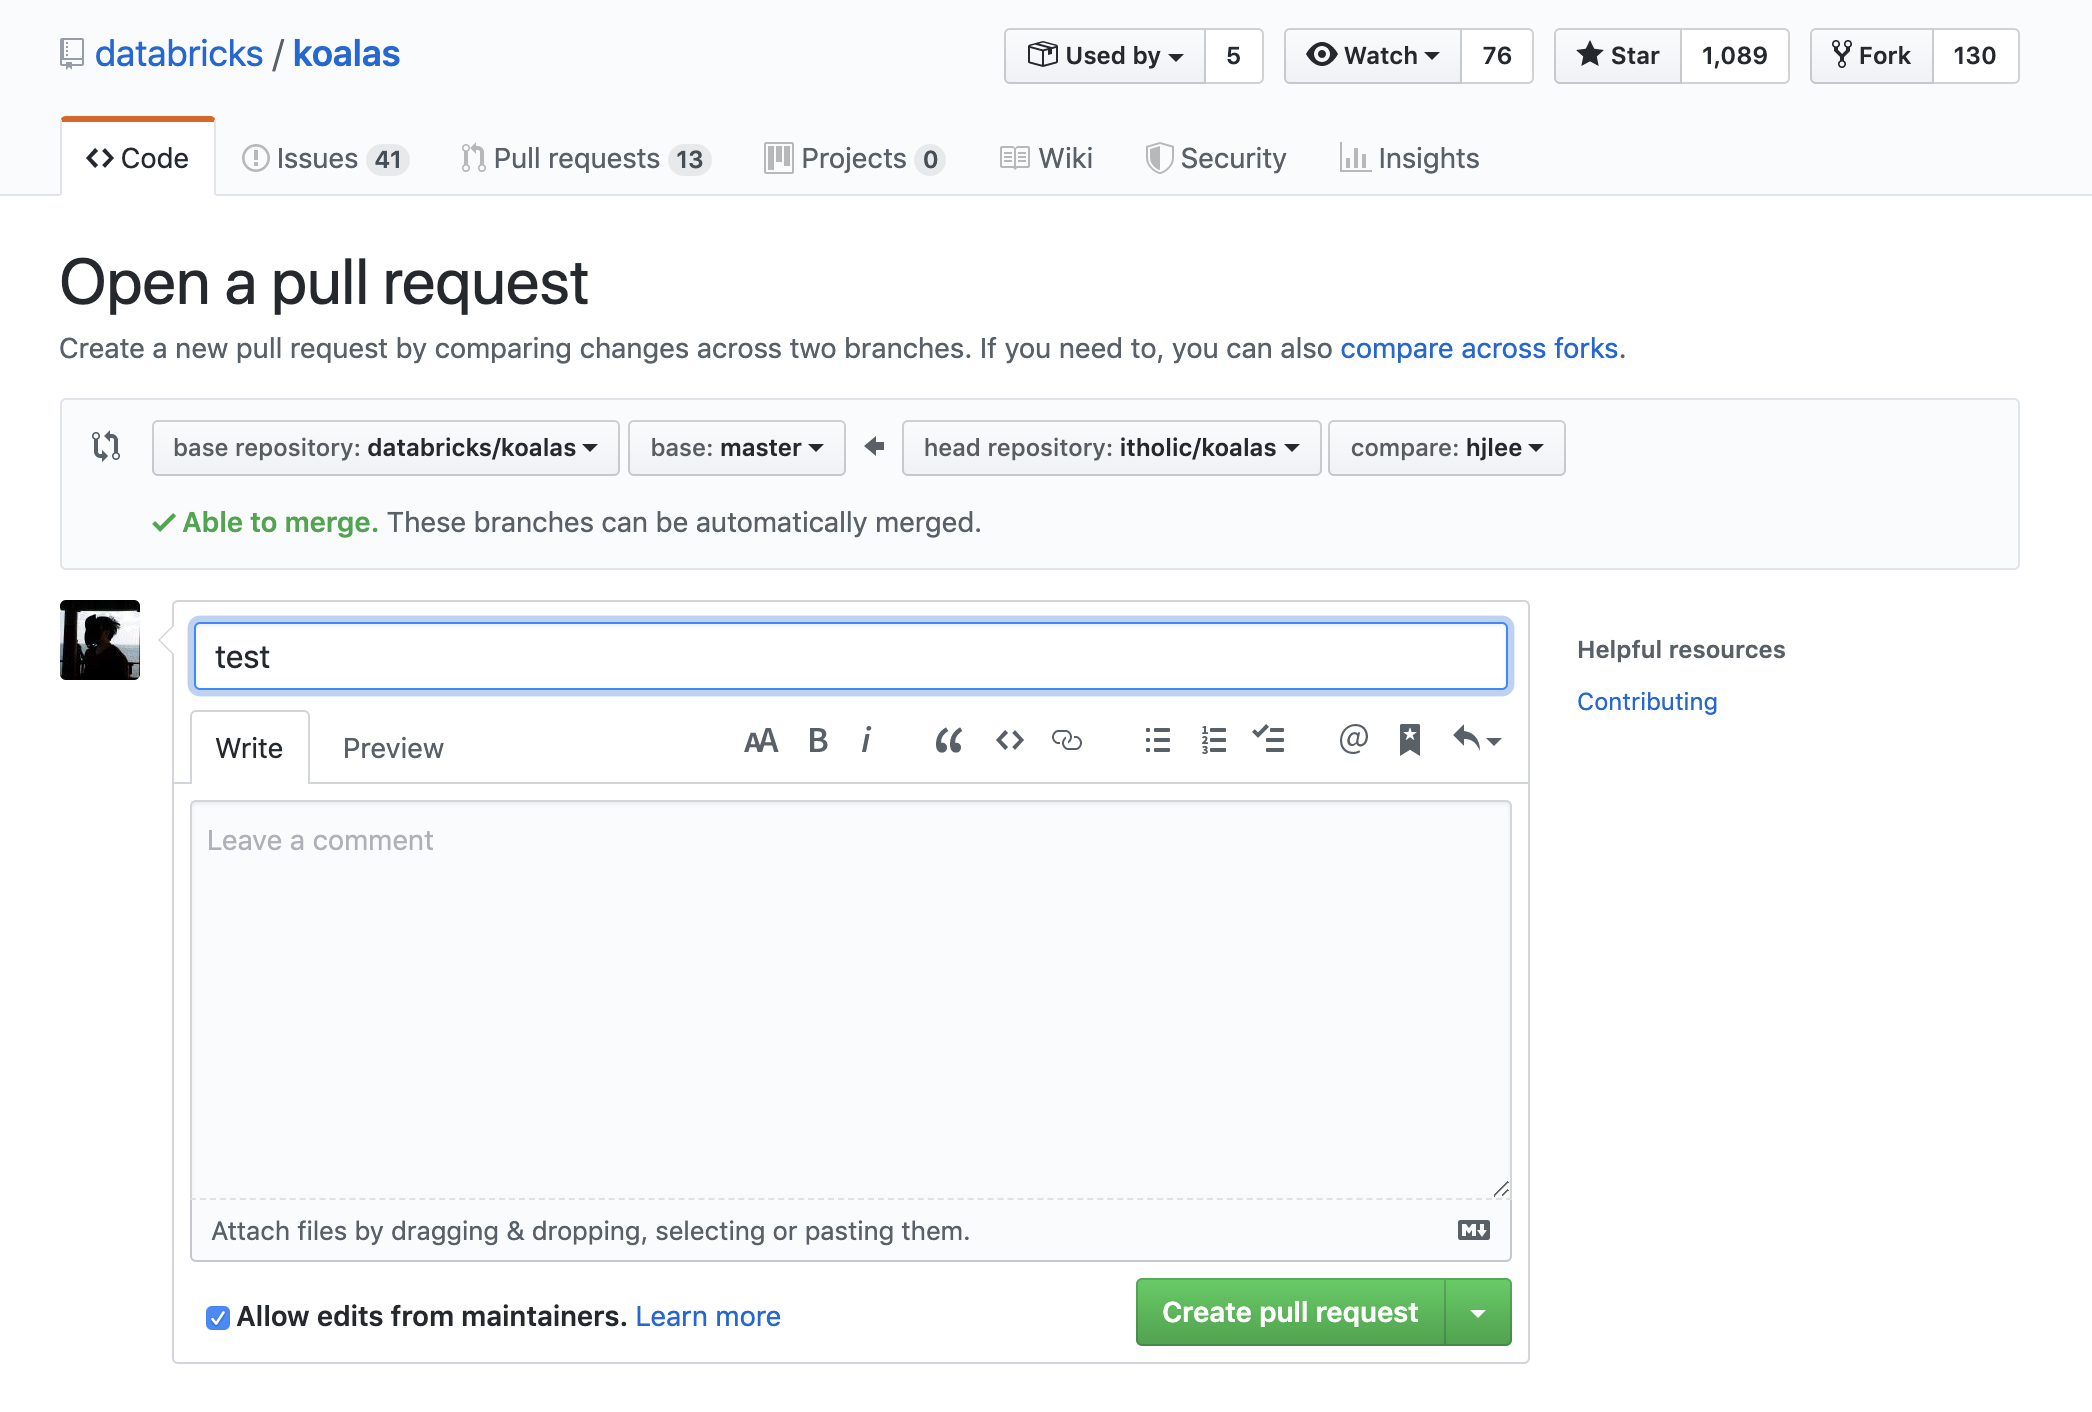 databricks / koalas
Used by 5 Watch 76 Star 1,089 Fork 130
Code Issues 41 Pull requests 13 Projects 0 Wiki Security Insights
Open a pull request
Create a new pull request by comparing changes across two branches. If you need to, you can also compare across forks.
base repository: databricks/koalas base: master head repository: itholic/koalas compare: hjlee
Able to merge. These branches can be automatically merged.
test
Helpful resources
Contributing
Write Preview AA B i “ <> @
Leave a comment
Attach files by dragging & dropping, selecting or pasting them. M
Allow edits from maintainers. Learn more Create pull request